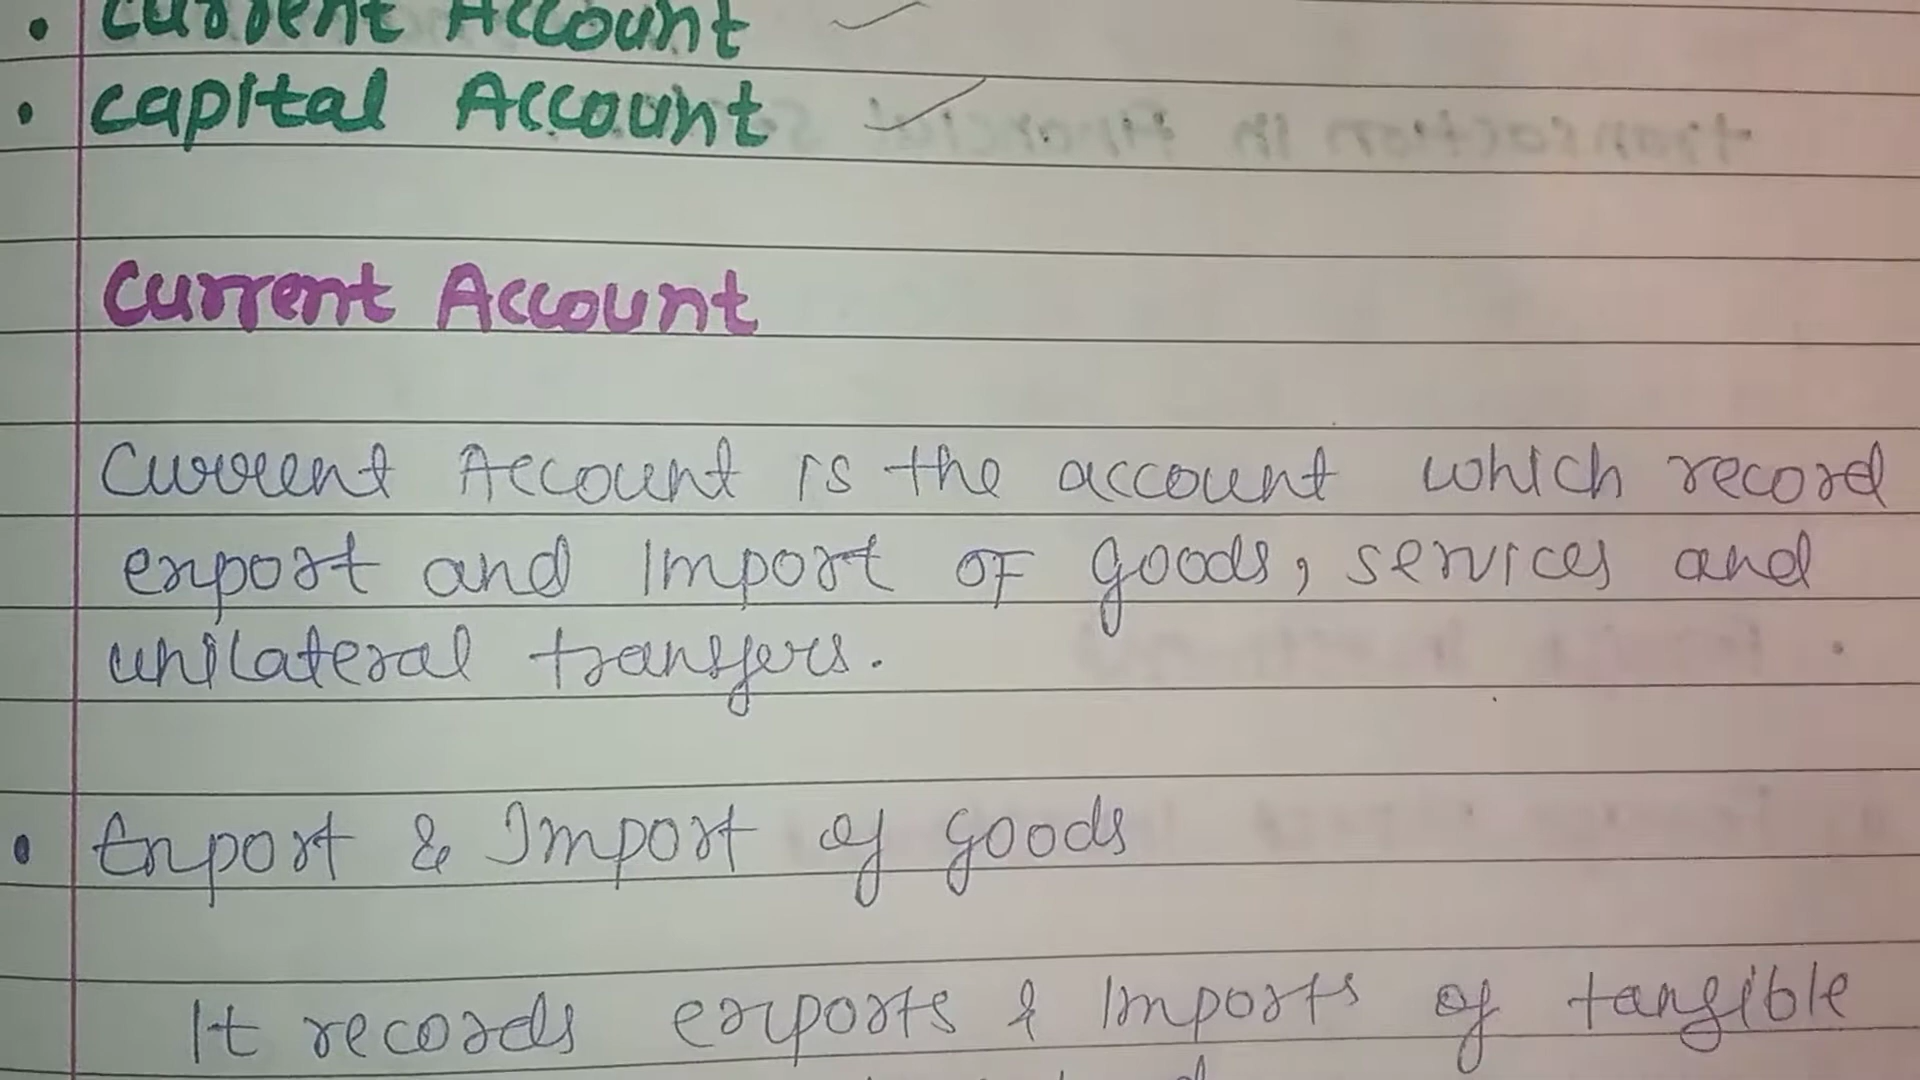 • Current Account
• Capital Account
Current Account
Current Account is the account which record
export and import of goods, services and
unilateral transfers.
• Export & Import of goods
It records exports & imports of tangible